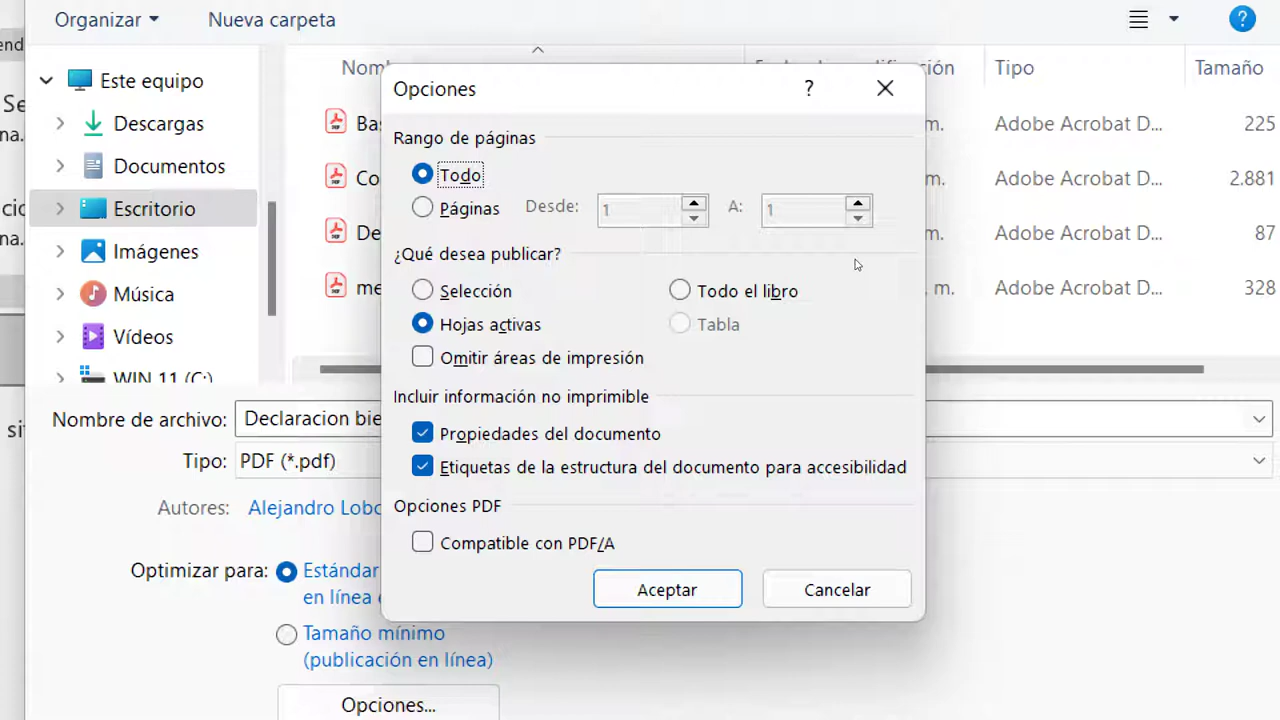 Organizar
Nueva carpeta
Este equipo
Descargas
Documentos
Escritorio
Imágenes
Música
Vídeos
WIN 11 (C:)
Tipo
Tamaño
m.
Adobe Acrobat D...
225
m.
Adobe Acrobat D...
2.881
m.
Adobe Acrobat D...
87
m.
Adobe Acrobat D...
328
Opciones
?
Rango de páginas
Todo
Páginas
Desde:
1
A:
1
¿Qué desea publicar?
Selección
Todo el libro
Hojas activas
Tabla
Omitir áreas de impresión
Incluir información no imprimible
Propiedades del documento
Etiquetas de la estructura del documento para accesibilidad
Opciones PDF
Compatible con PDF/A
Aceptar
Cancelar
Nombre de archivo:
Declaracion bie
Tipo:
PDF (*.pdf)
Autores:
Alejandro Lobo
Optimizar para:
Estándar
en línea
Tamaño mínimo
(publicación en línea)
Opciones...